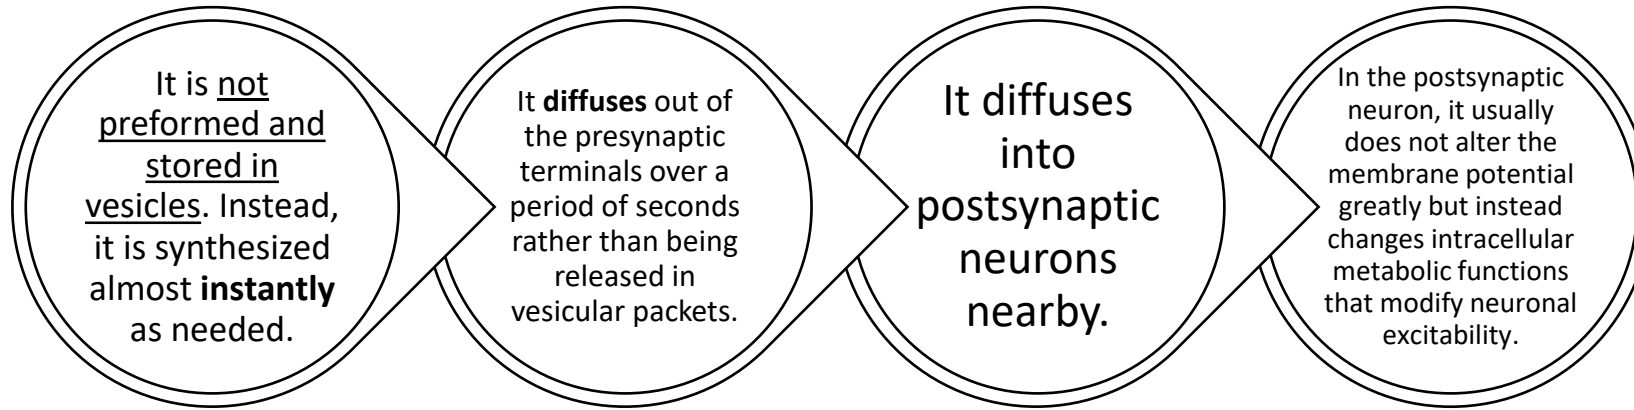 It is not
preformed and
stored in
vesicles. Instead,
it is synthesized
almost instantly
as needed.
It diffuses out of
the presynaptic
terminals over a
period of seconds
rather than being
released in
vesicular packets.
It diffuses
into
postsynaptic
neurons
nearby.
In the postsynaptic
neuron, it usually
does not alter the
membrane potential
greatly but instead
changes intracellular
metabolic functions
that modify neuronal
excitability.